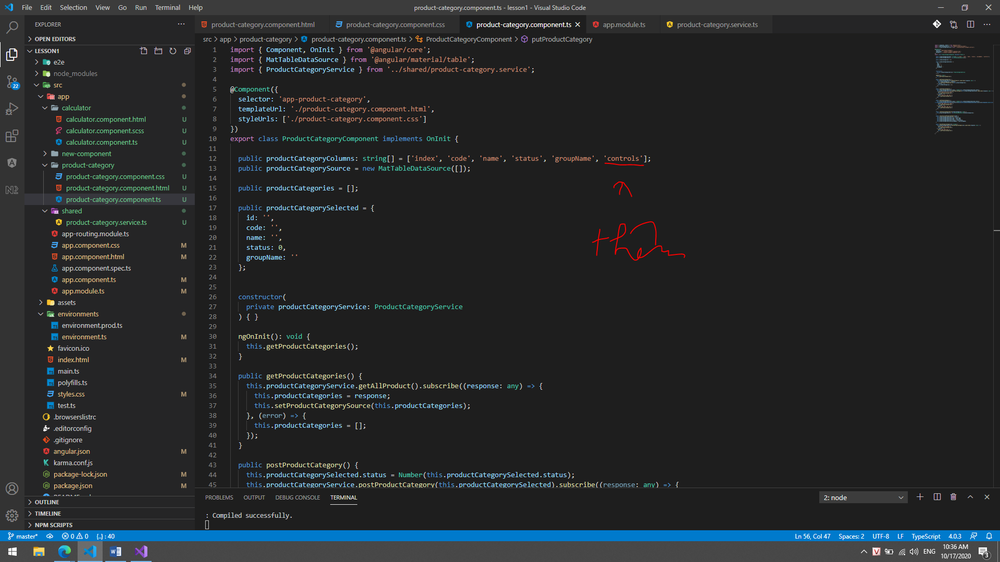 File Edit Selection View Go Run Terminal Help
product-category.component.ts - lesson1 - Visual Studio Code
EXPLORER
OPEN EDITORS
LESSON1
e2e
node_modules
src
app
calculator
calculator.component.html U
calculator.component.scss U
calculator.component.ts U
new-component
product-category
product-category.component.css U
product-category.component.html U
product-category.component.ts U
shared
product-category.service.ts U
app-routing.module.ts
app.component.css M
app.component.html M
app.component.spec.ts
app.component.ts M
app.module.ts M
assets
environments
environment.prod.ts
environment.ts M
favicon.ico
index.html M
main.ts
polyfills.ts
styles.css M
test.ts
.browserslistrc
.editorconfig
.gitignore
angular.json M
karma.conf.js
package-lock.json M
package.json M
OUTLINE
TIMELINE
NPM SCRIPTS
22
product-category.component.html product-category.component.css product-category.component.ts app.module.ts product-category.service.ts
src > app > product-category > product-category.component.ts > ProductCategoryComponent > putProductCategory
1 import { Component, OnInit } from '@angular/core';
2 import { MatTableDataSource } from '@angular/material/table';
3 import { ProductCategoryService } from '../shared/product-category.service';
4
5 @Component({
6 selector: 'app-product-category',
7 templateUrl: './product-category.component.html',
8 styleUrls: ['./product-category.component.css']
9 })
10 export class ProductCategoryComponent implements OnInit {
11
12 public productCategoryColumns: string[] = ['index', 'code', 'name', 'status', 'groupName', 'controls'];
13 public productCategorySource = new MatTableDataSource([]);
14
15 public productCategories = [];
16
17 public productCategorySelected = {
18 id: '',
19 code: '',
20 name: '',
21 status: 0,
22 groupName: ''
23 };
24
25
26 constructor(
27 private productCategoryService: ProductCategoryService
28 ) { }
29
30 ngOnInit(): void {
31 this.getProductCategories();
32 }
33
34 public getProductCategories() {
35 this.productCategoryService.getAllProduct().subscribe((response: any) => {
36 this.productCategories = response;
37 this.setProductCategorySource(this.productCategories);
38 }, (error) => {
39 this.productCategories = [];
40 });
41 }
42
43 public postProductCategory() {
44 this.productCategorySelected.status = Number(this.productCategorySelected.status);
45 this.productCategoryService.postProductCategory(this.productCategorySelected).subscribe((response: any) => {
PROBLEMS OUTPUT DEBUG CONSOLE TERMINAL
2: node
: Compiled successfully.
master* 0 0 {..} : 40
Ln 56, Col 47 Spaces: 2 UTF-8 LF TypeScript 4.0.3
ENG
10:36 AM
10/17/2020
3